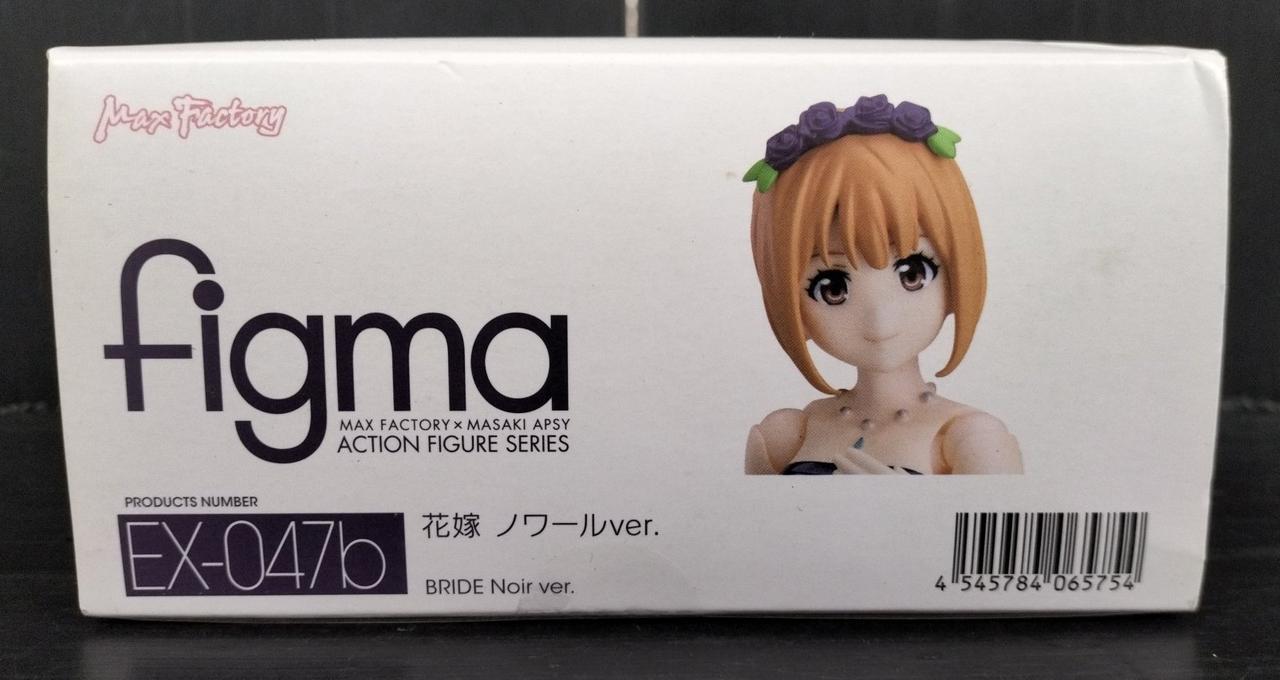 Max Factory
figma
MAX FACTORY × MASAKI APSY
ACTION FIGURE SERIES
PRODUCTS NUMBER
EX-047b
花嫁 ノワールver.
BRIDE Noir ver.
4 545784 065754